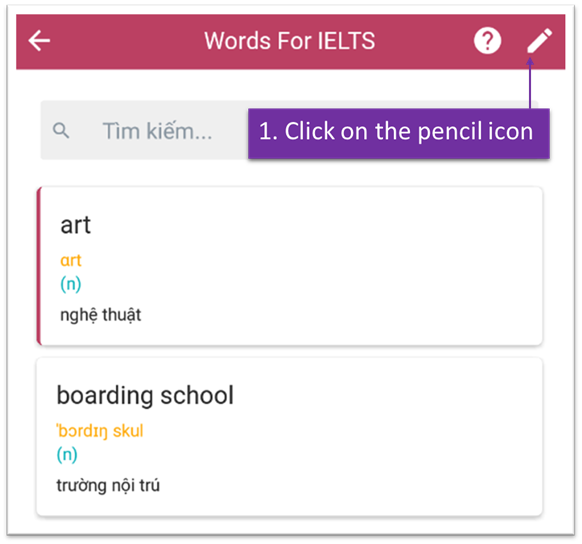 Words For IELTS
?
Tìm kiếm...
1. Click on the pencil icon
art
ɑrt
(n)
nghệ thuật
boarding school
ˈbɔrdɪŋ skul
(n)
trường nội trú